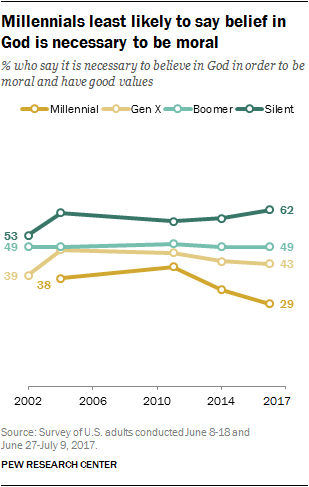 Millennials least likely to say belief in
God is necessary to be moral
% who say it is necessary to believe in God in order to be
moral and have good values
Millennial Gen X Boomer Silent
62
53
49 49
43
39
38
29
2002 2006 2010 2014 2017
Source: Survey of U.S. adults conducted June 8-18 and
June 27-July 9, 2017.
PEW RESEARCH CENTER